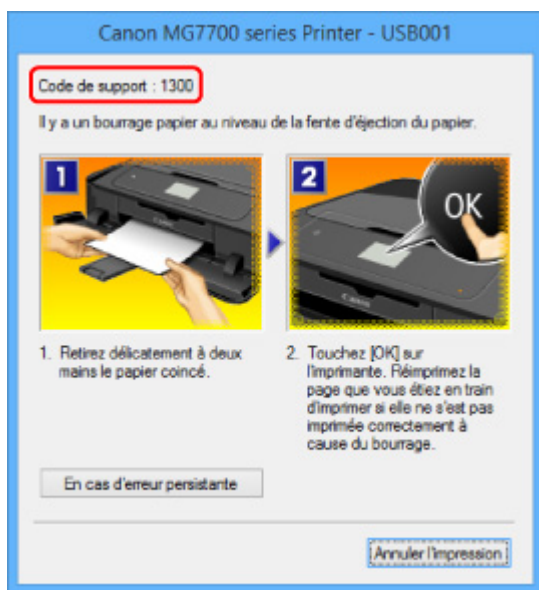 Canon MG7700 series Printer - USB001
Code de support : 1300
Il y a un bourrage papier au niveau de la fente d'éjection du papier.
1
2
OK
Canon
Canon
1. Retirez délicatement à deux
mains le papier coincé.
2. Touchez [OK] sur
l'imprimante. Réimprimez la
page que vous étiez en train
d'imprimer si elle ne s'est pas
imprimée correctement à
cause du bourrage.
En cas d'erreur persistante
Annuler l'impression